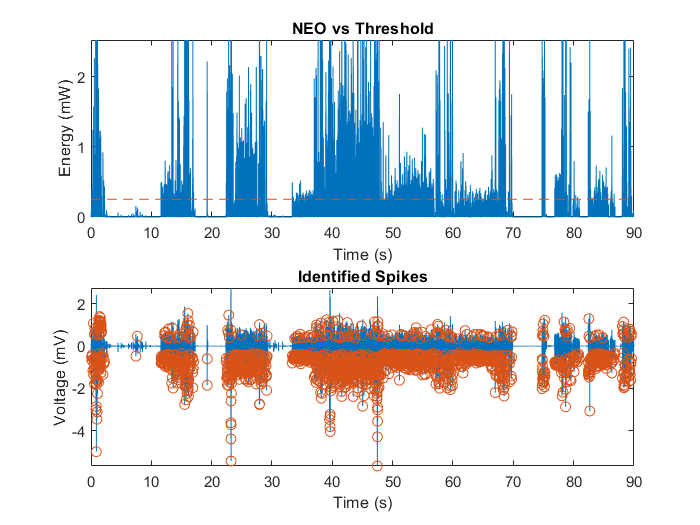 NEO vs Threshold
2
1
0
Energy (mW)
0 10 20 30 40 50 60 70 80 90
Time (s)
Identified Spikes
2
0
-2
-4
Voltage (mV)
0 10 20 30 40 50 60 70 80 90
Time (s)